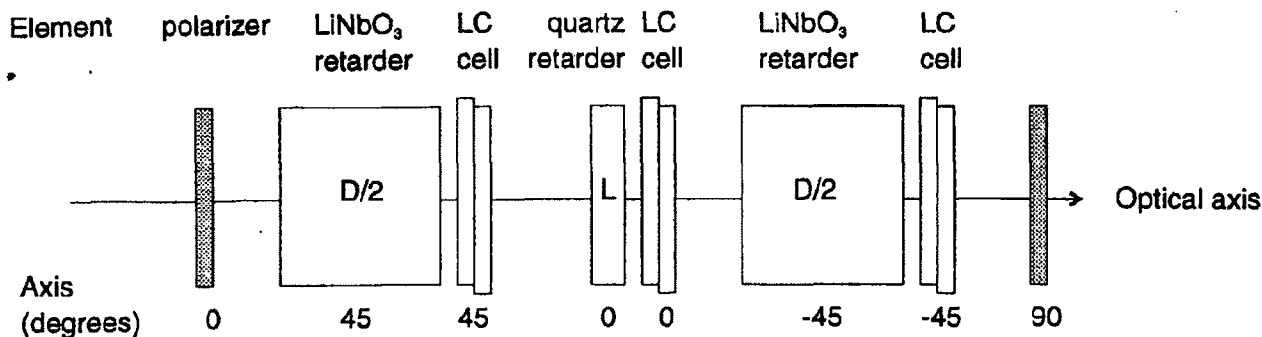 Element polarizer LiNbO₃ retarder LC cell quartz retarder LC cell LiNbO₃ retarder LC cell
D/2 L D/2 Optical axis
Axis (degrees) 0 45 45 0 0 -45 -45 90